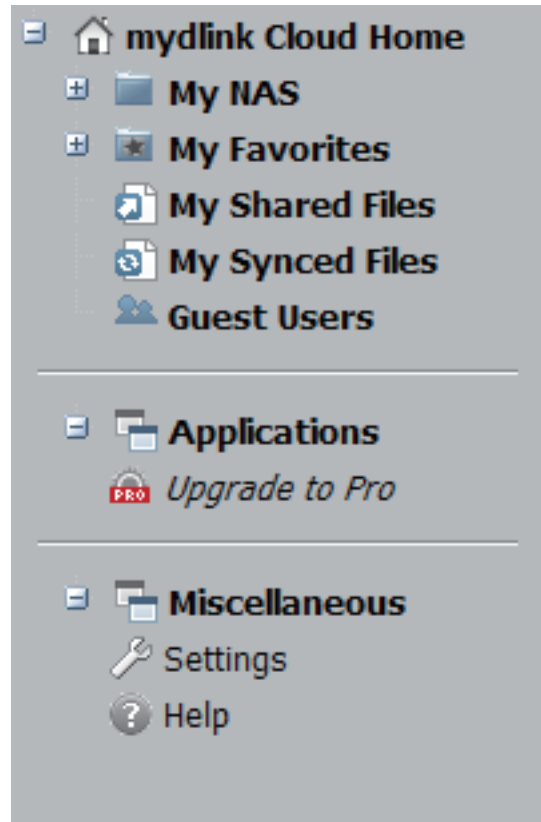 mydlink Cloud Home
My NAS
My Favorites
My Shared Files
My Synced Files
Guest Users
Applications
PRO Upgrade to Pro
Miscellaneous
Settings
? Help